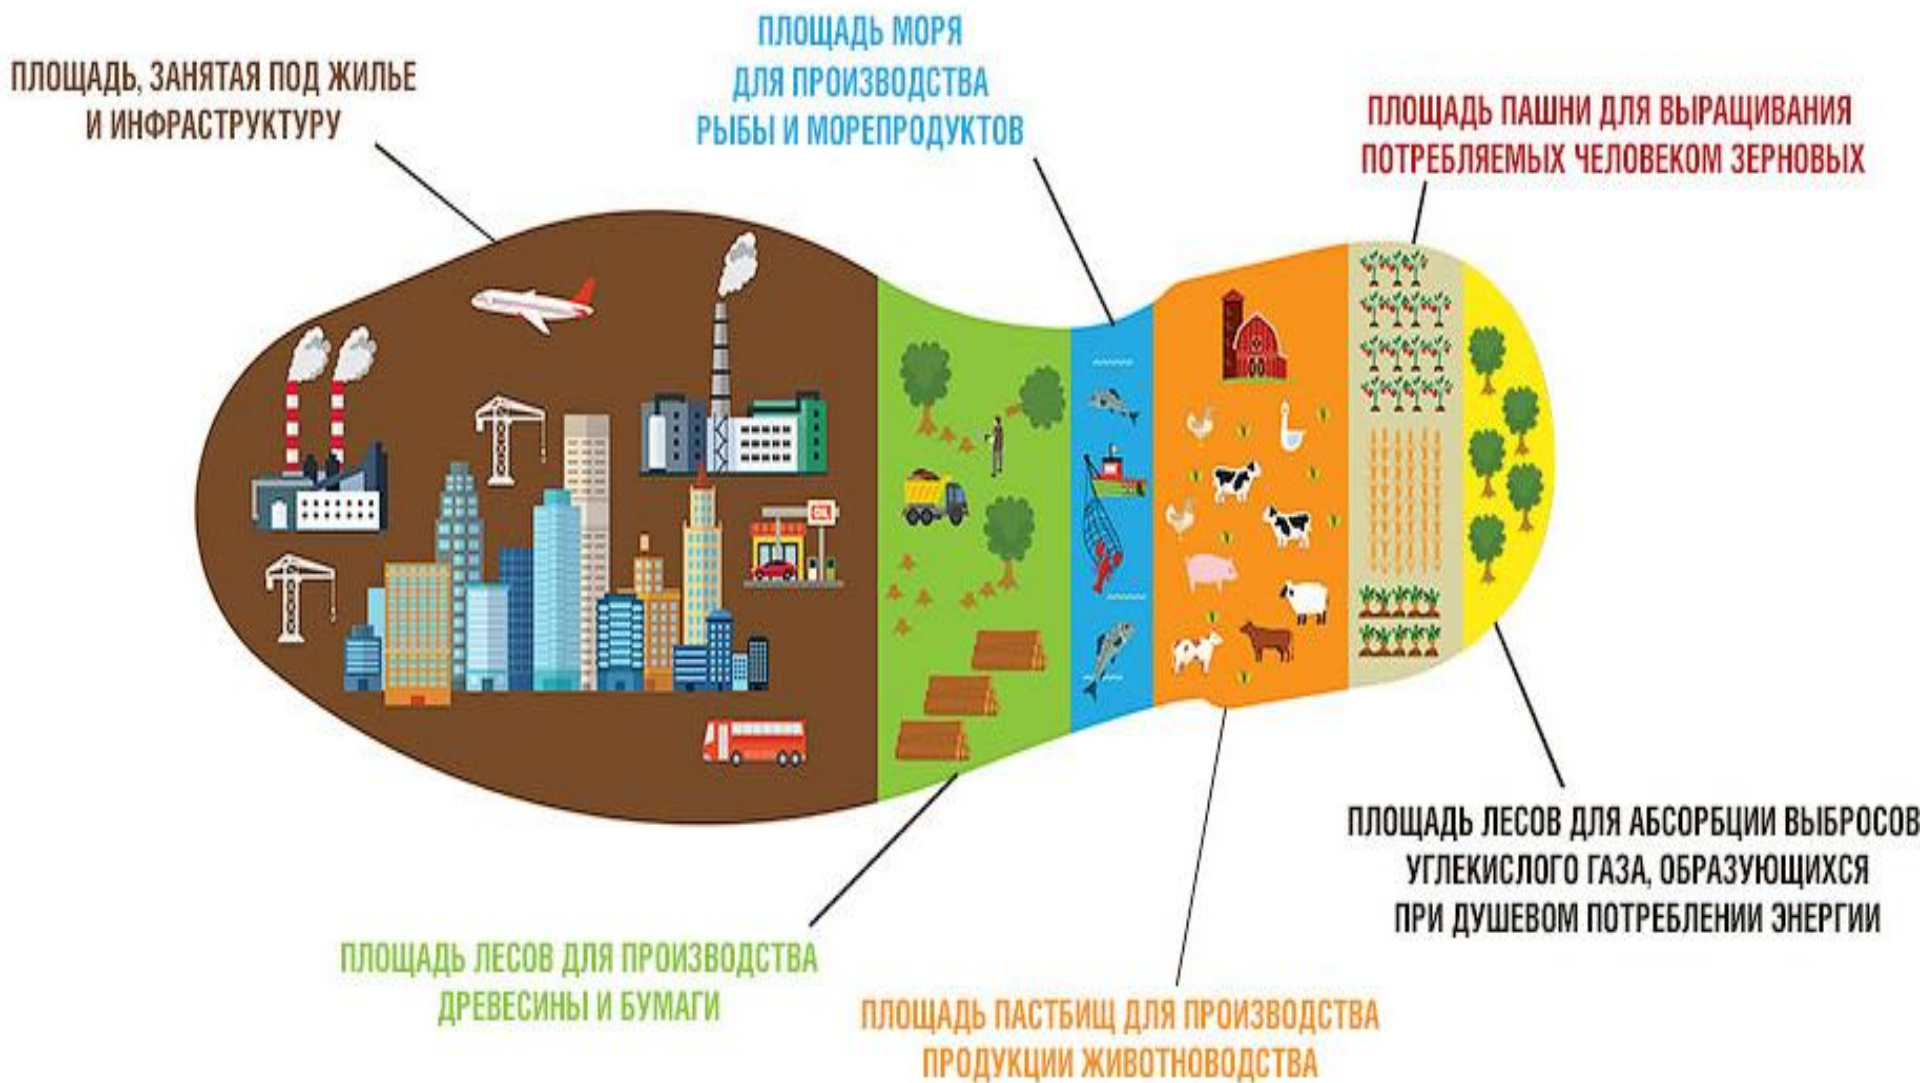 ПЛОЩАДЬ, ЗАНЯТАЯ ПОД ЖИЛЬЕ
И ИНФРАСТРУКТУРУ
ПЛОЩАДЬ МОРЯ
ДЛЯ ПРОИЗВОДСТВА
РЫБЫ И МОРЕПРОДУКТОВ
ПЛОЩАДЬ ПАШНИ ДЛЯ ВЫРАЩИВАНИЯ
ПОТРЕБЛЯЕМЫХ ЧЕЛОВЕКОМ ЗЕРНОВЫХ
OIL
ПЛОЩАДЬ ЛЕСОВ ДЛЯ ПРОИЗВОДСТВА
ДРЕВЕСИНЫ И БУМАГИ
ПЛОЩАДЬ ПАСТБИЩ ДЛЯ ПРОИЗВОДСТВА
ПРОДУКЦИИ ЖИВОТНОВОДСТВА
ПЛОЩАДЬ ЛЕСОВ ДЛЯ АБСОРБЦИИ ВЫБРОСОВ
УГЛЕКИСЛОГО ГАЗА, ОБРАЗУЮЩИХСЯ
ПРИ ДУШЕВОМ ПОТРЕБЛЕНИИ ЭНЕРГИИ